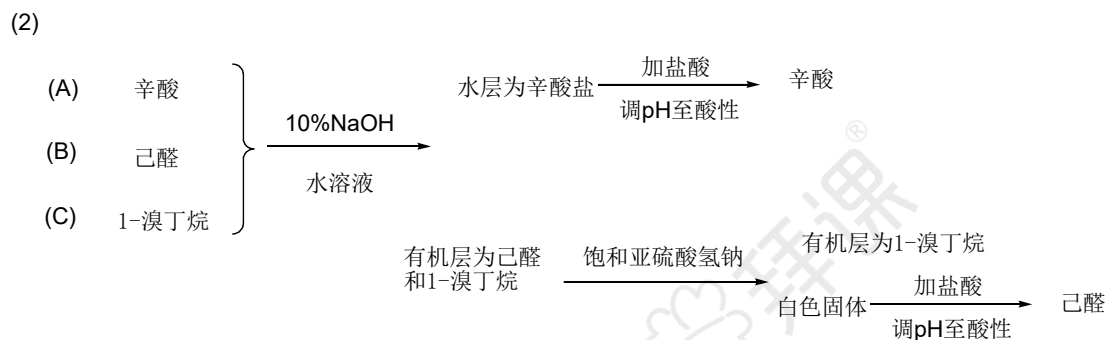 (2)
(A) 辛酸
(B) 己醛
(C) 1-溴丁烷
10%NaOH
水溶液
水层为辛酸盐
加盐酸
调pH至酸性
辛酸
有机层为己醛
和1-溴丁烷
饱和亚硫酸氢钠
有机层为1-溴丁烷
白色固体
加盐酸
调pH至酸性
己醛
拜课®